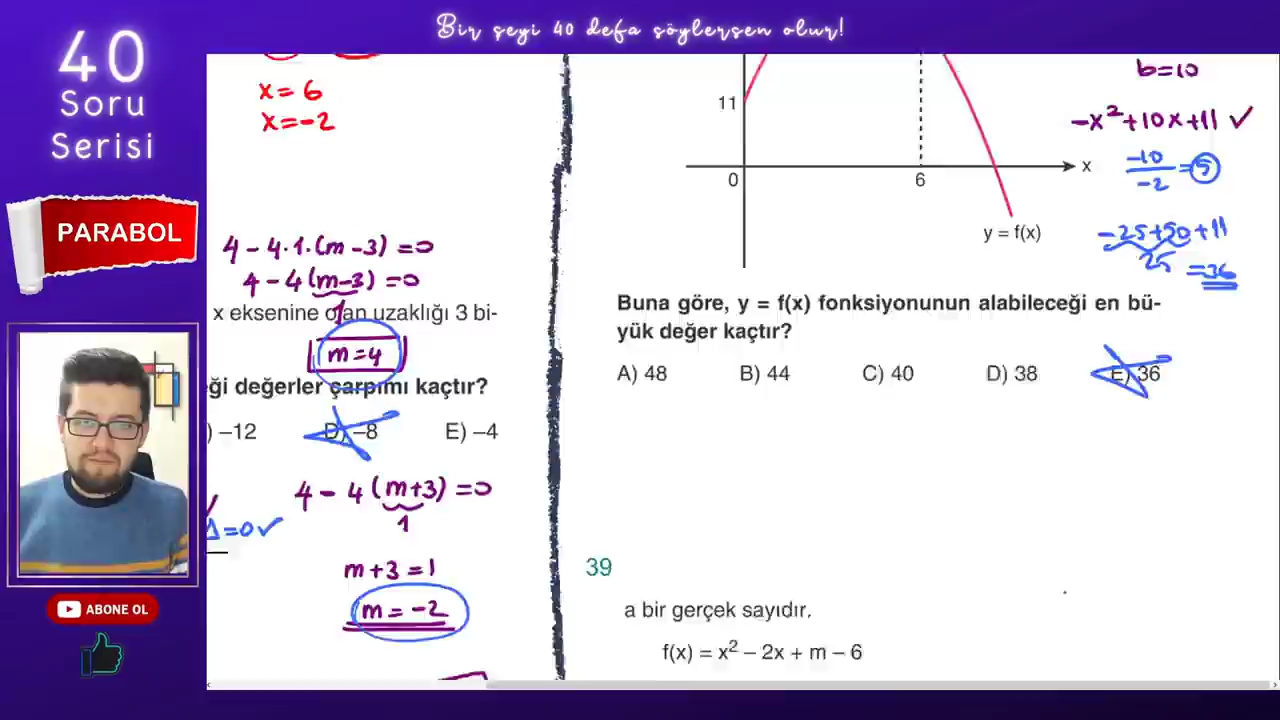 Bir şeyi 40 defa söylersen olur!
40
Soru
Serisi
PARABOL
ABONE OL
x = 6
x = -2
4 - 4·1·(m-3) = 0
4 - 4(m-3) = 0
1
x eksenine olan uzaklığı 3 bi-
m = 4
ği değerler çarpımı kaçtır?
) –12
D) –8
E) –4
4 - 4(m+3) = 0
1
Δ = 0 ✓
m + 3 = 1
m = -2
11
0
6
x
y = f(x)
b = 10
-x² + 10x + 11 ✓
-10/-2 = 5
-25 + 50 + 11
25
= 36
Buna göre, y = f(x) fonksiyonunun alabileceği en bü-
yük değer kaçtır?
A) 48
B) 44
C) 40
D) 38
E) 36
39
a bir gerçek sayıdır.
f(x) = x² – 2x + m – 6